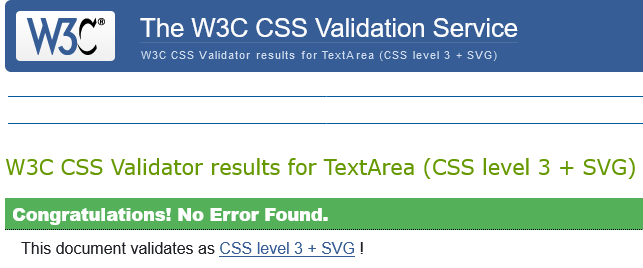 W3C®
The W3C CSS Validation Service
W3C CSS Validator results for TextArea (CSS level 3 + SVG)
W3C CSS Validator results for TextArea (CSS level 3 + SVG)
Congratulations! No Error Found.
This document validates as CSS level 3 + SVG !